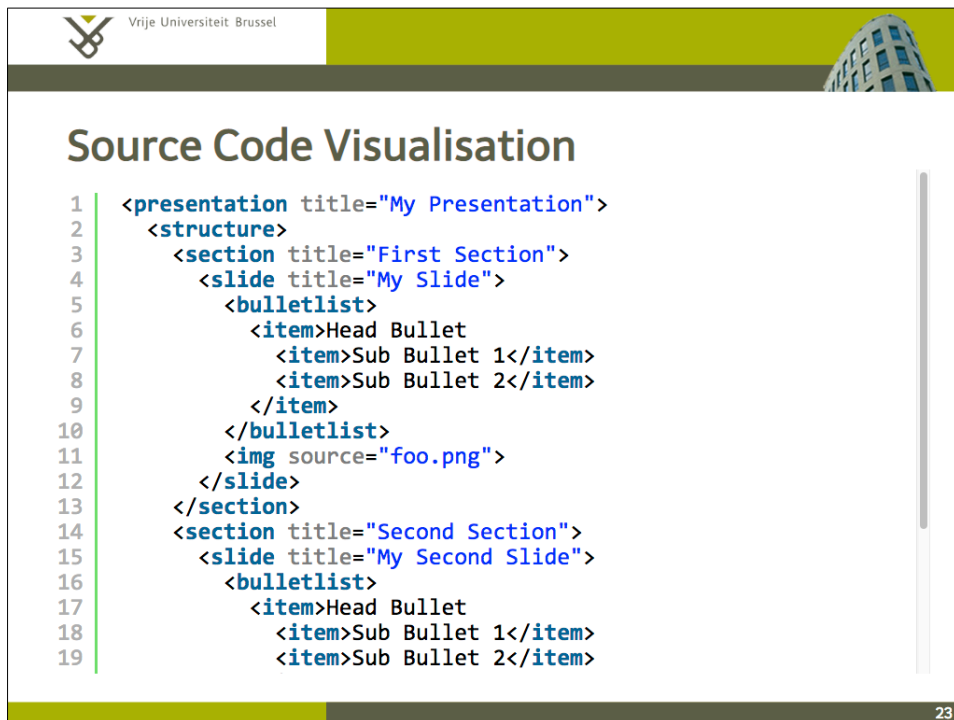 Vrije Universiteit Brussel
Source Code Visualisation
1 <presentation title="My Presentation">
2   <structure>
3     <section title="First Section">
4       <slide title="My Slide">
5         <bulletlist>
6           <item>Head Bullet
7             <item>Sub Bullet 1</item>
8             <item>Sub Bullet 2</item>
9           </item>
10         </bulletlist>
11         <img source="foo.png">
12       </slide>
13     </section>
14     <section title="Second Section">
15       <slide title="My Second Slide">
16         <bulletlist>
17           <item>Head Bullet
18             <item>Sub Bullet 1</item>
19             <item>Sub Bullet 2</item>
23